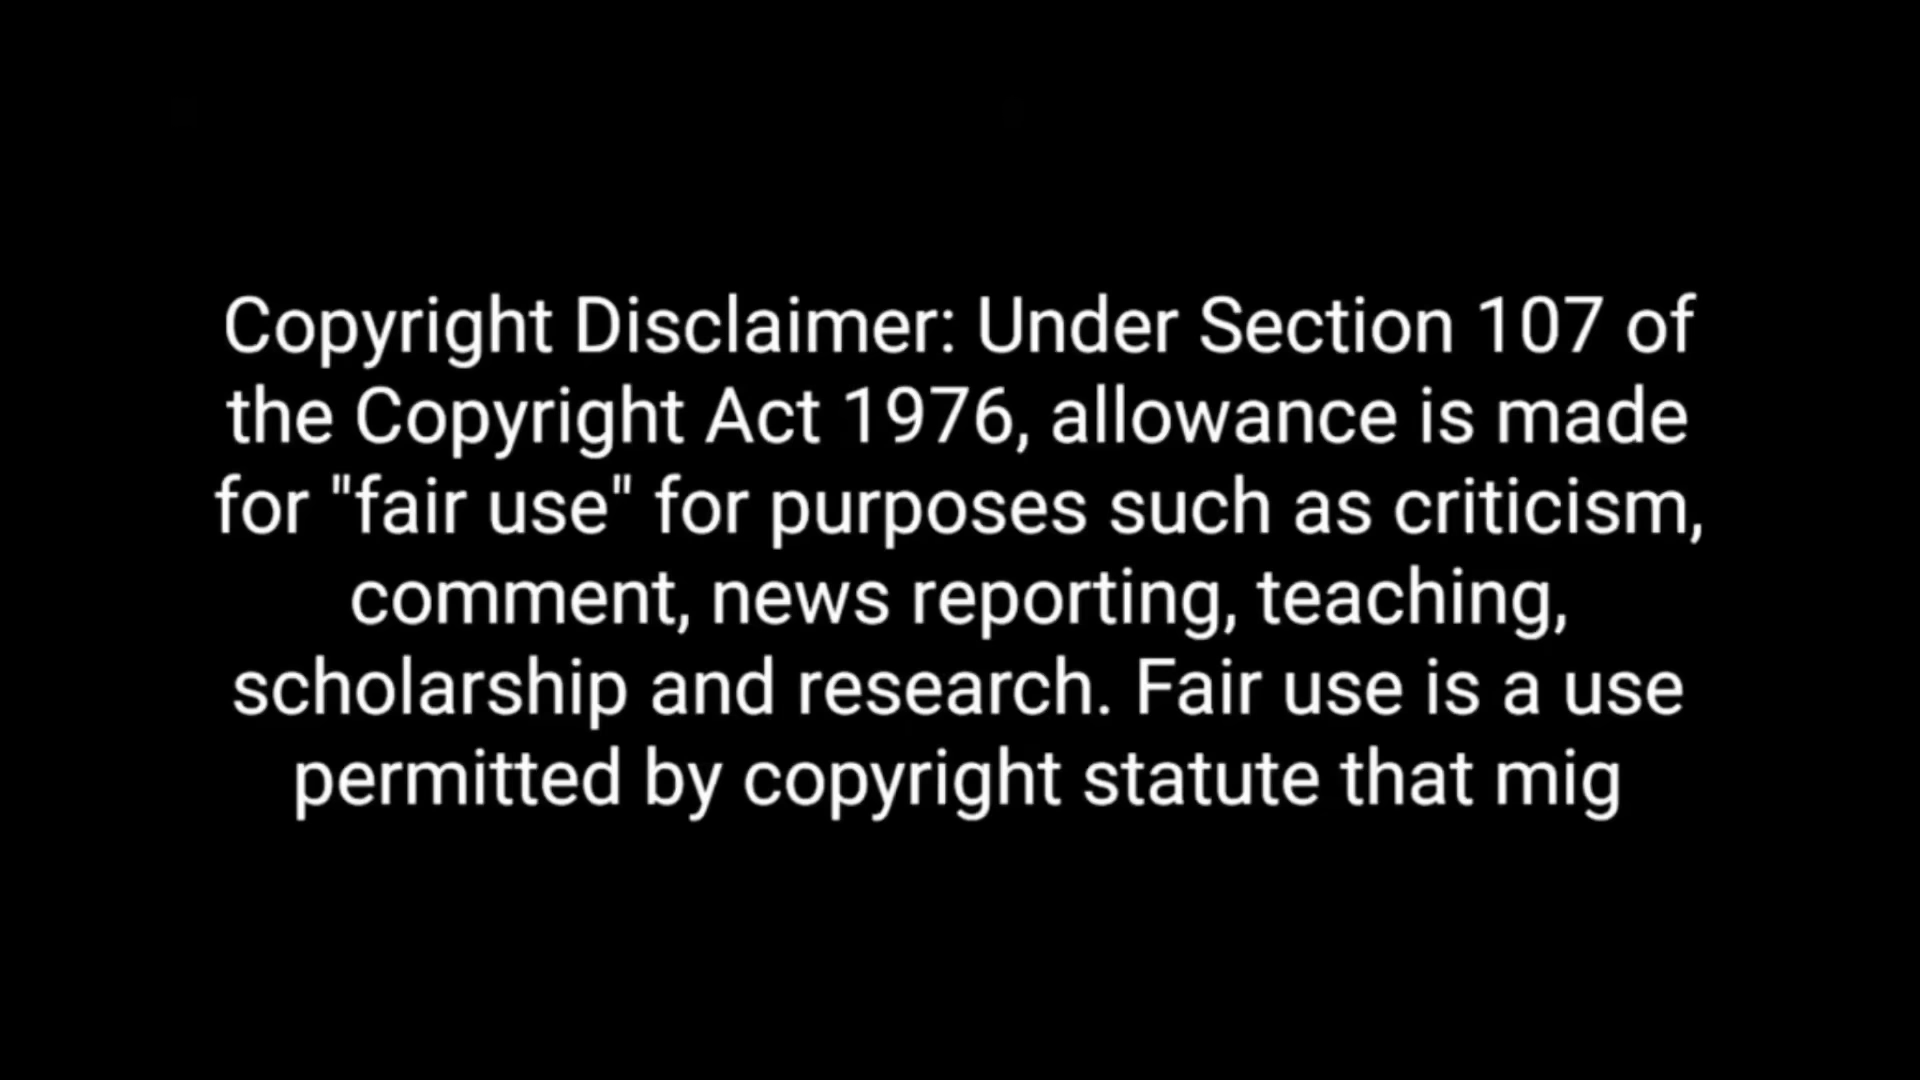 Copyright Disclaimer: Under Section 107 of
the Copyright Act 1976, allowance is made
for "fair use" for purposes such as criticism,
comment, news reporting, teaching,
scholarship and research. Fair use is a use
permitted by copyright statute that mig